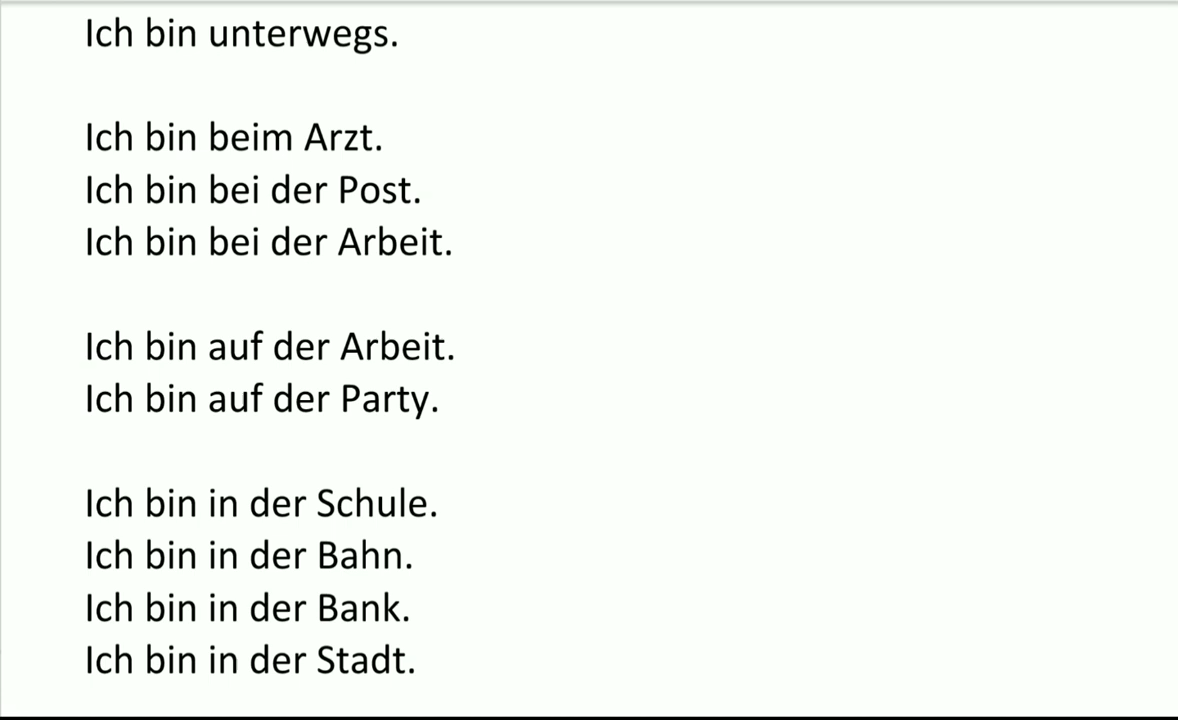 Ich bin unterwegs.
Ich bin beim Arzt.
Ich bin bei der Post.
Ich bin bei der Arbeit.
Ich bin auf der Arbeit.
Ich bin auf der Party.
Ich bin in der Schule.
Ich bin in der Bahn.
Ich bin in der Bank.
Ich bin in der Stadt.